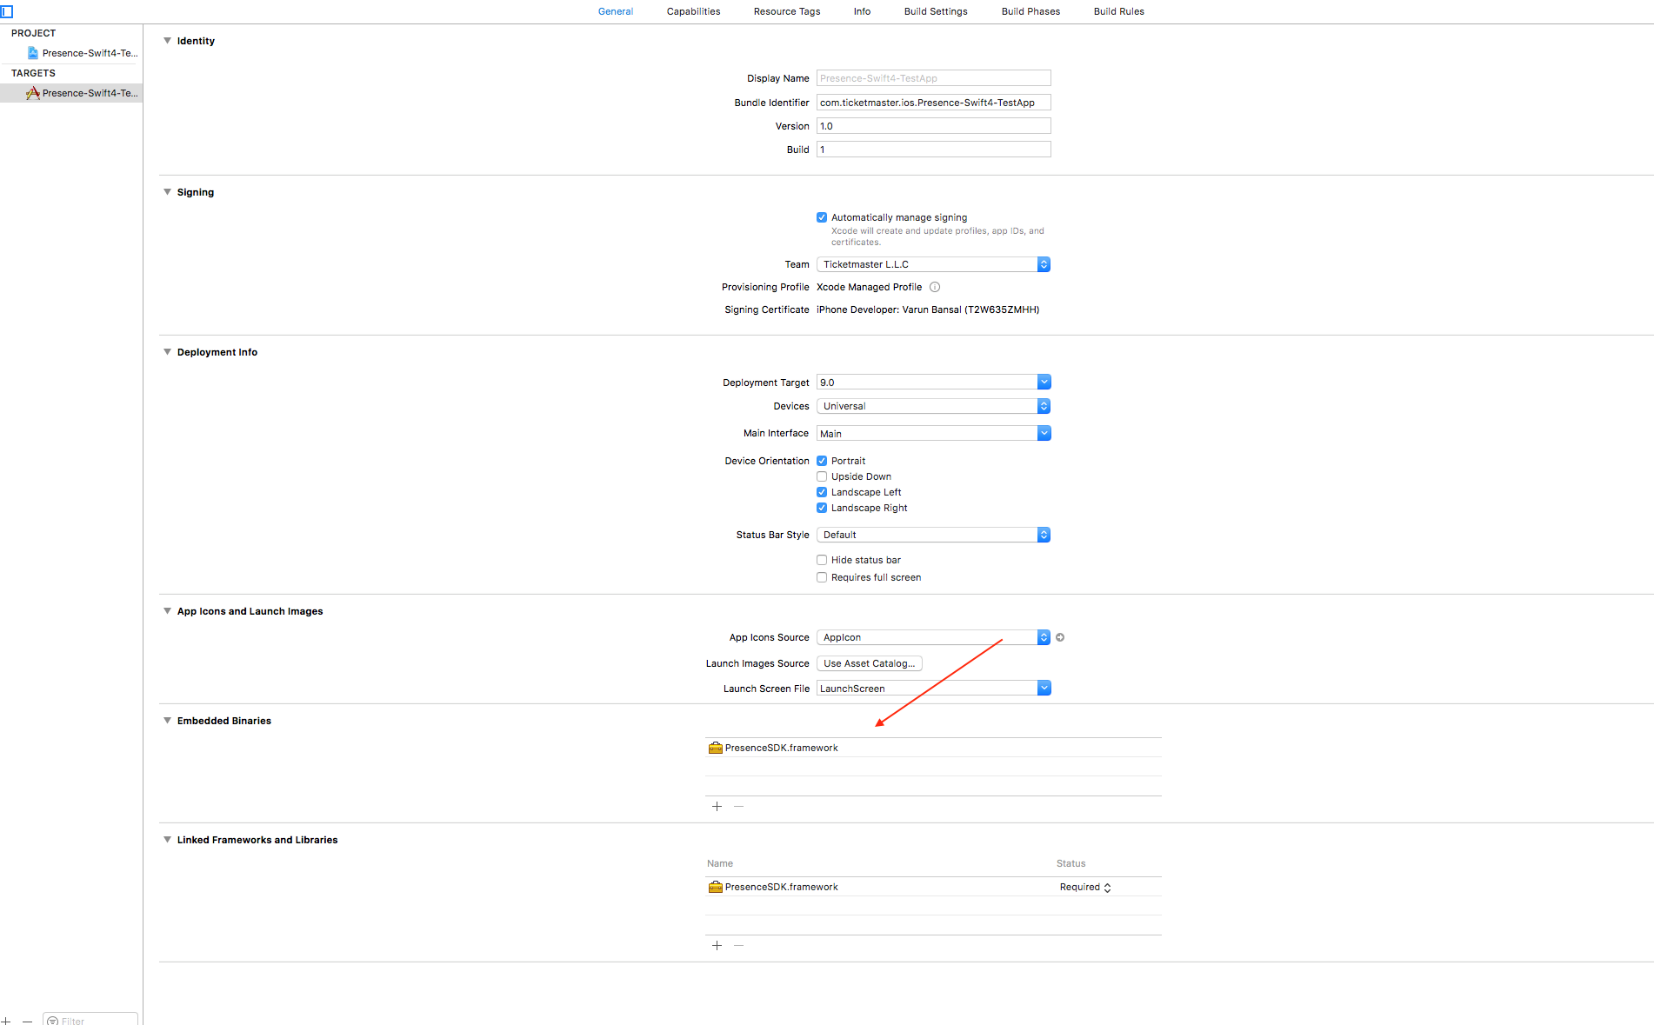 General Capabilities Resource Tags Info Build Settings Build Phases Build Rules
PROJECT
Presence-Swift4-Te...
TARGETS
Presence-Swift4-Te...
Identity
Display Name Presence-Swift4-TestApp
Bundle Identifier com.ticketmaster.ios.Presence-Swift4-TestApp
Version 1.0
Build 1
Signing
Automatically manage signing
Xcode will create and update profiles, app IDs, and
certificates.
Team Ticketmaster L.L.C
Provisioning Profile Xcode Managed Profile
Signing Certificate iPhone Developer: Varun Bansal (T2W635ZMHH)
Deployment Info
Deployment Target 9.0
Devices Universal
Main Interface Main
Device Orientation Portrait
Upside Down
Landscape Left
Landscape Right
Status Bar Style Default
Hide status bar
Requires full screen
App Icons and Launch Images
App Icons Source AppIcon
Launch Images Source Use Asset Catalog...
Launch Screen File LaunchScreen
Embedded Binaries
PresenceSDK.framework
Linked Frameworks and Libraries
Name Status
PresenceSDK.framework Required
Filter